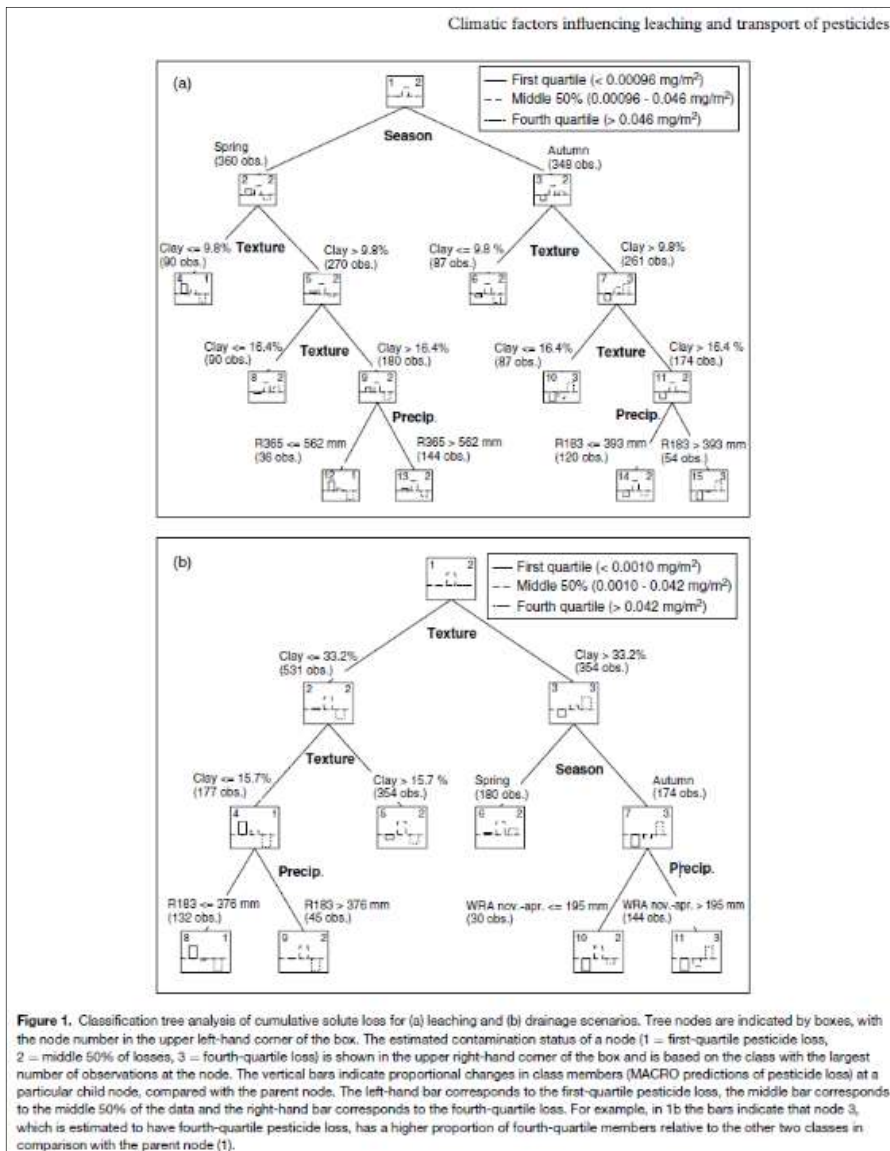 Climatic factors influencing leaching and transport of pesticides
(a)
First quartile (< 0.00096 mg/m²)
Middle 50% (0.00096 - 0.046 mg/m²)
Fourth quartile (> 0.046 mg/m²)
1 2
Season
Spring
(360 obs.)
Autumn
(348 obs.)
2 2
3 2
Clay <= 9.8%
(90 obs.)
Texture
Clay > 9.8%
(270 obs.)
Clay <= 9.8 %
(87 obs.)
Texture
Clay > 9.8%
(261 obs.)
4 1
5 2
6 2
7 3
Clay <= 16.4%
(90 obs.)
Texture
Clay > 16.4%
(180 obs.)
Clay <= 16.4%
(87 obs.)
Texture
Clay > 16.4 %
(174 obs.)
8 2
9 2
10 3
11 2
Precip.
Precip.
R365 <= 562 mm
(36 obs.)
R365 > 562 mm
(144 obs.)
R183 <= 393 mm
(120 obs.)
R183 > 393 mm
(54 obs.)
12 1
13 2
14 2
15 3
(b)
First quartile (< 0.0010 mg/m²)
Middle 50% (0.0010 - 0.042 mg/m²)
Fourth quartile (> 0.042 mg/m²)
1 2
Texture
Clay <= 33.2%
(531 obs.)
Clay > 33.2%
(354 obs.)
2 2
3 3
Clay <= 15.7%
(177 obs.)
Texture
Clay > 15.7 %
(354 obs.)
Spring
(180 obs.)
Season
Autumn
(174 obs.)
4 1
5 2
6 2
7 3
Precip.
Precip.
R183 <= 376 mm
(132 obs.)
R183 > 376 mm
(45 obs.)
WRA nov.-apr. <= 195 mm
(30 obs.)
WRA nov.-apr. > 195 mm
(144 obs.)
8 1
9 2
10 2
11 3
Figure 1. Classification tree analysis of cumulative solute loss for (a) leaching and (b) drainage scenarios. Tree nodes are indicated by boxes, with
the node number in the upper left-hand corner of the box. The estimated contamination status of a node (1 = first-quartile pesticide loss,
2 = middle 50% of losses, 3 = fourth-quartile loss) is shown in the upper right-hand corner of the box and is based on the class with the largest
number of observations at the node. The vertical bars indicate proportional changes in class members (MACRO predictions of pesticide loss) at a
particular child node, compared with the parent node. The left-hand bar corresponds to the first-quartile pesticide loss, the middle bar corresponds
to the middle 50% of the data and the right-hand bar corresponds to the fourth-quartile loss. For example, in 1b the bars indicate that node 3,
which is estimated to have fourth-quartile pesticide loss, has a higher proportion of fourth-quartile members relative to the other two classes in
comparison with the parent node (1).